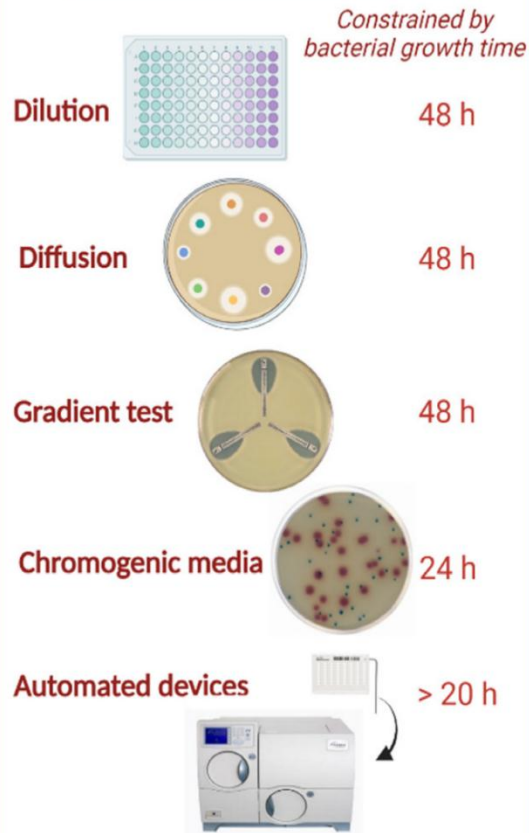 Constrained by
bacterial growth time
Dilution
48 h
Diffusion
48 h
Gradient test
48 h
Chromogenic media
24 h
Automated devices
> 20 h